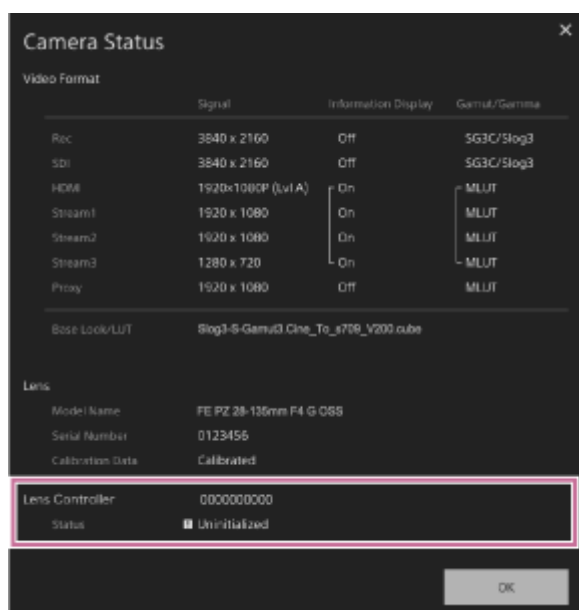 Camera Status ×
Video Format
Signal Information Display Gamut/Gamma
Rec 3840 x 2160 Off SG3C/Slog3
SDI 3840 x 2160 Off SG3C/Slog3
HDMI 1920×1080P (Lvl A) On MLUT
Stream1 1920 x 1080 On MLUT
Stream2 1920 x 1080 On MLUT
Stream3 1280 x 720 On MLUT
Proxy 1920 x 1080 Off MLUT
Base Look/LUT Slog3-S-Gamut3.Cine_To_s709_V200.cube
Lens
Model Name FE PZ 28-135mm F4 G OSS
Serial Number 0123456
Calibration Data Calibrated
Lens Controller 0000000000
Status Uninitialized
OK